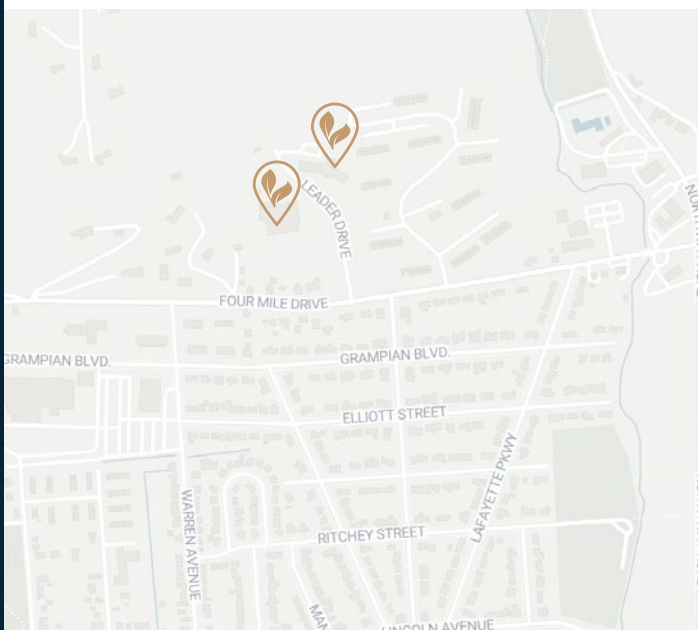 LEADER DRIVE
FOUR MILE DRIVE
GRAMPIAN BLVD.
GRAMPIAN BLVD.
ELLIOTT STREET
LAFAYETTE PKWY
WARREN AVENUE
RITCHEY STREET
LINCOLN AVENUE